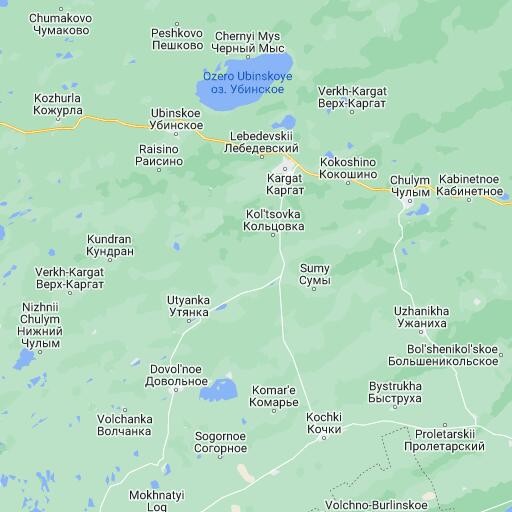 Chumakovo
Чумаково
Peshkovo
Пешково
Chernyi Mys
Черный Мыс
Ozero Ubinskoye
оз. Убинское
Verkh-Kargat
Верх-Каргат
Kozhurla
Кожурла
Ubinskoe
Убинское
Lebedevskii
Лебедевский
Raisino
Раисино
Kargat
Каргат
Kokoshino
Кокошино
Chulym
Чулым
Kabinetnoe
Кабинетное
Kol'tsovka
Кольцовка
Kundran
Кундран
Verkh-Kargat
Верх-Каргат
Sumy
Сумы
Utyanka
Утянка
Nizhnii
Chulym
Нижний
Чулым
Uzhanikha
Ужаниха
Bol'shenikol'skoe
Большеникольское
Dovol'noe
Довольное
Komar'e
Комарье
Bystrukha
Быструха
Volchanka
Волчанка
Kochki
Кочки
Sogornoe
Согорное
Proletarskii
Пролетарский
Mokhnatyi
Log
Volchno-Burlinskoe